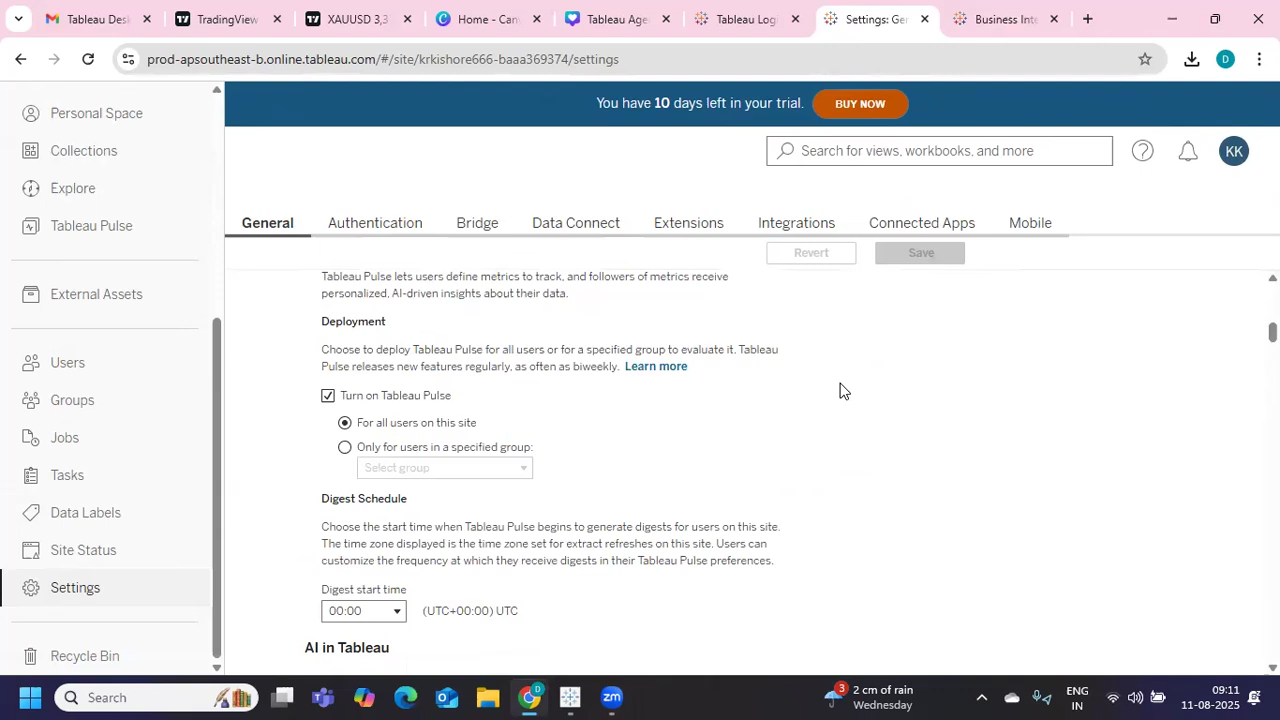 Tableau Desk
TradingView
XAUUSD 3,3
Home - Can
Tableau Age
Tableau Logi
Settings: Ge
Business Inte
prod-apsoutheast-b.online.tableau.com/#/site/krkishore666-baaa369374/settings
D
You have 10 days left in your trial.
BUY NOW
Personal Space
Collections
Explore
Tableau Pulse
External Assets
Users
Groups
Jobs
Tasks
Data Labels
Site Status
Settings
Recycle Bin
Search for views, workbooks, and more
KK
General
Authentication
Bridge
Data Connect
Extensions
Integrations
Connected Apps
Mobile
Revert
Save
Tableau Pulse lets users define metrics to track, and followers of metrics receive
personalized, AI-driven insights about their data.
Deployment
Choose to deploy Tableau Pulse for all users or for a specified group to evaluate it. Tableau
Pulse releases new features regularly, as often as biweekly. Learn more
Turn on Tableau Pulse
For all users on this site
Only for users in a specified group:
Select group
Digest Schedule
Choose the start time when Tableau Pulse begins to generate digests for users on this site.
The time zone displayed is the time zone set for extract refreshes on this site. Users can
customize the frequency at which they receive digests in their Tableau Pulse preferences.
Digest start time
00:00
(UTC+00:00) UTC
AI in Tableau
Search
D
zm
3
2 cm of rain
Wednesday
ENG
IN
09:11
11-08-2025